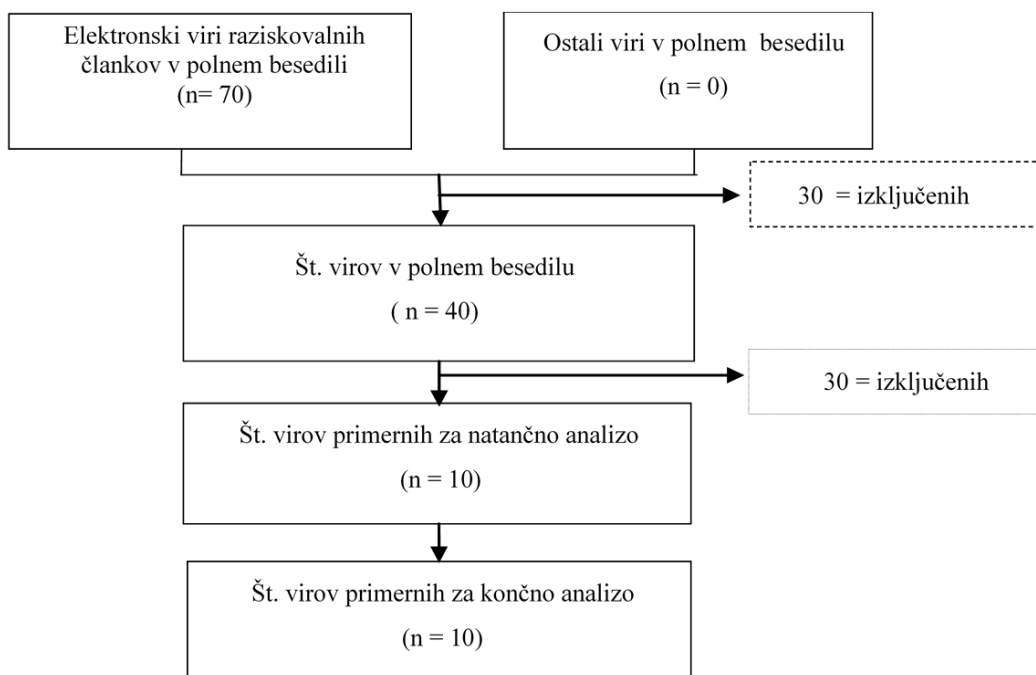 Elektronski viri raziskovalnih
člankov v polnem besedili
(n= 70)
Ostali viri v polnem besedilu
(n = 0)
30 = izključenih
Št. virov v polnem besedilu
( n = 40)
30 = izključenih
Št. virov primernih za natančno analizo
(n = 10)
Št. virov primernih za končno analizo
(n = 10)